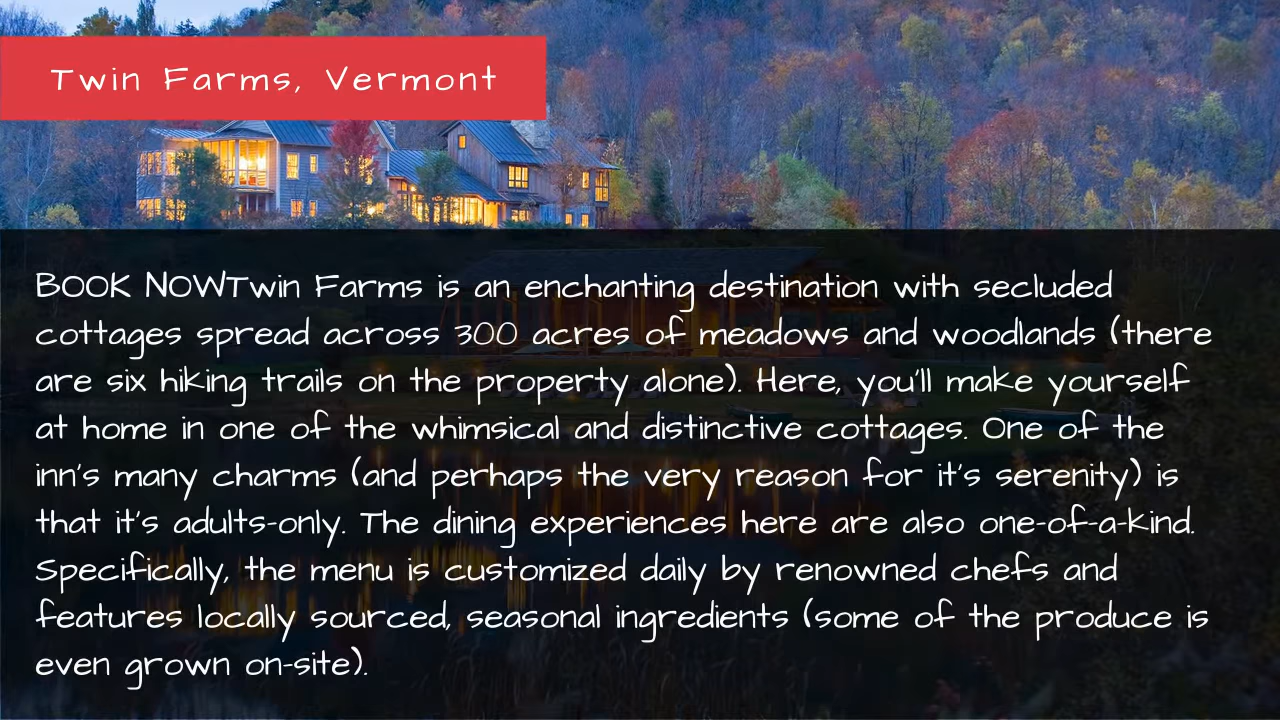 Twin Farms, Vermont
BOOK NOWTwin Farms is an enchanting destination with secluded
cottages spread across 300 acres of meadows and woodlands (there
are six hiking trails on the property alone). Here, you'll make yourself
at home in one of the whimsical and distinctive cottages. One of the
inn's many charms (and perhaps the very reason for it's serenity) is
that it's adults-only. The dining experiences here are also one-of-a-kind.
Specifically, the menu is customized daily by renowned chefs and
features locally sourced, seasonal ingredients (some of the produce is
even grown on-site).